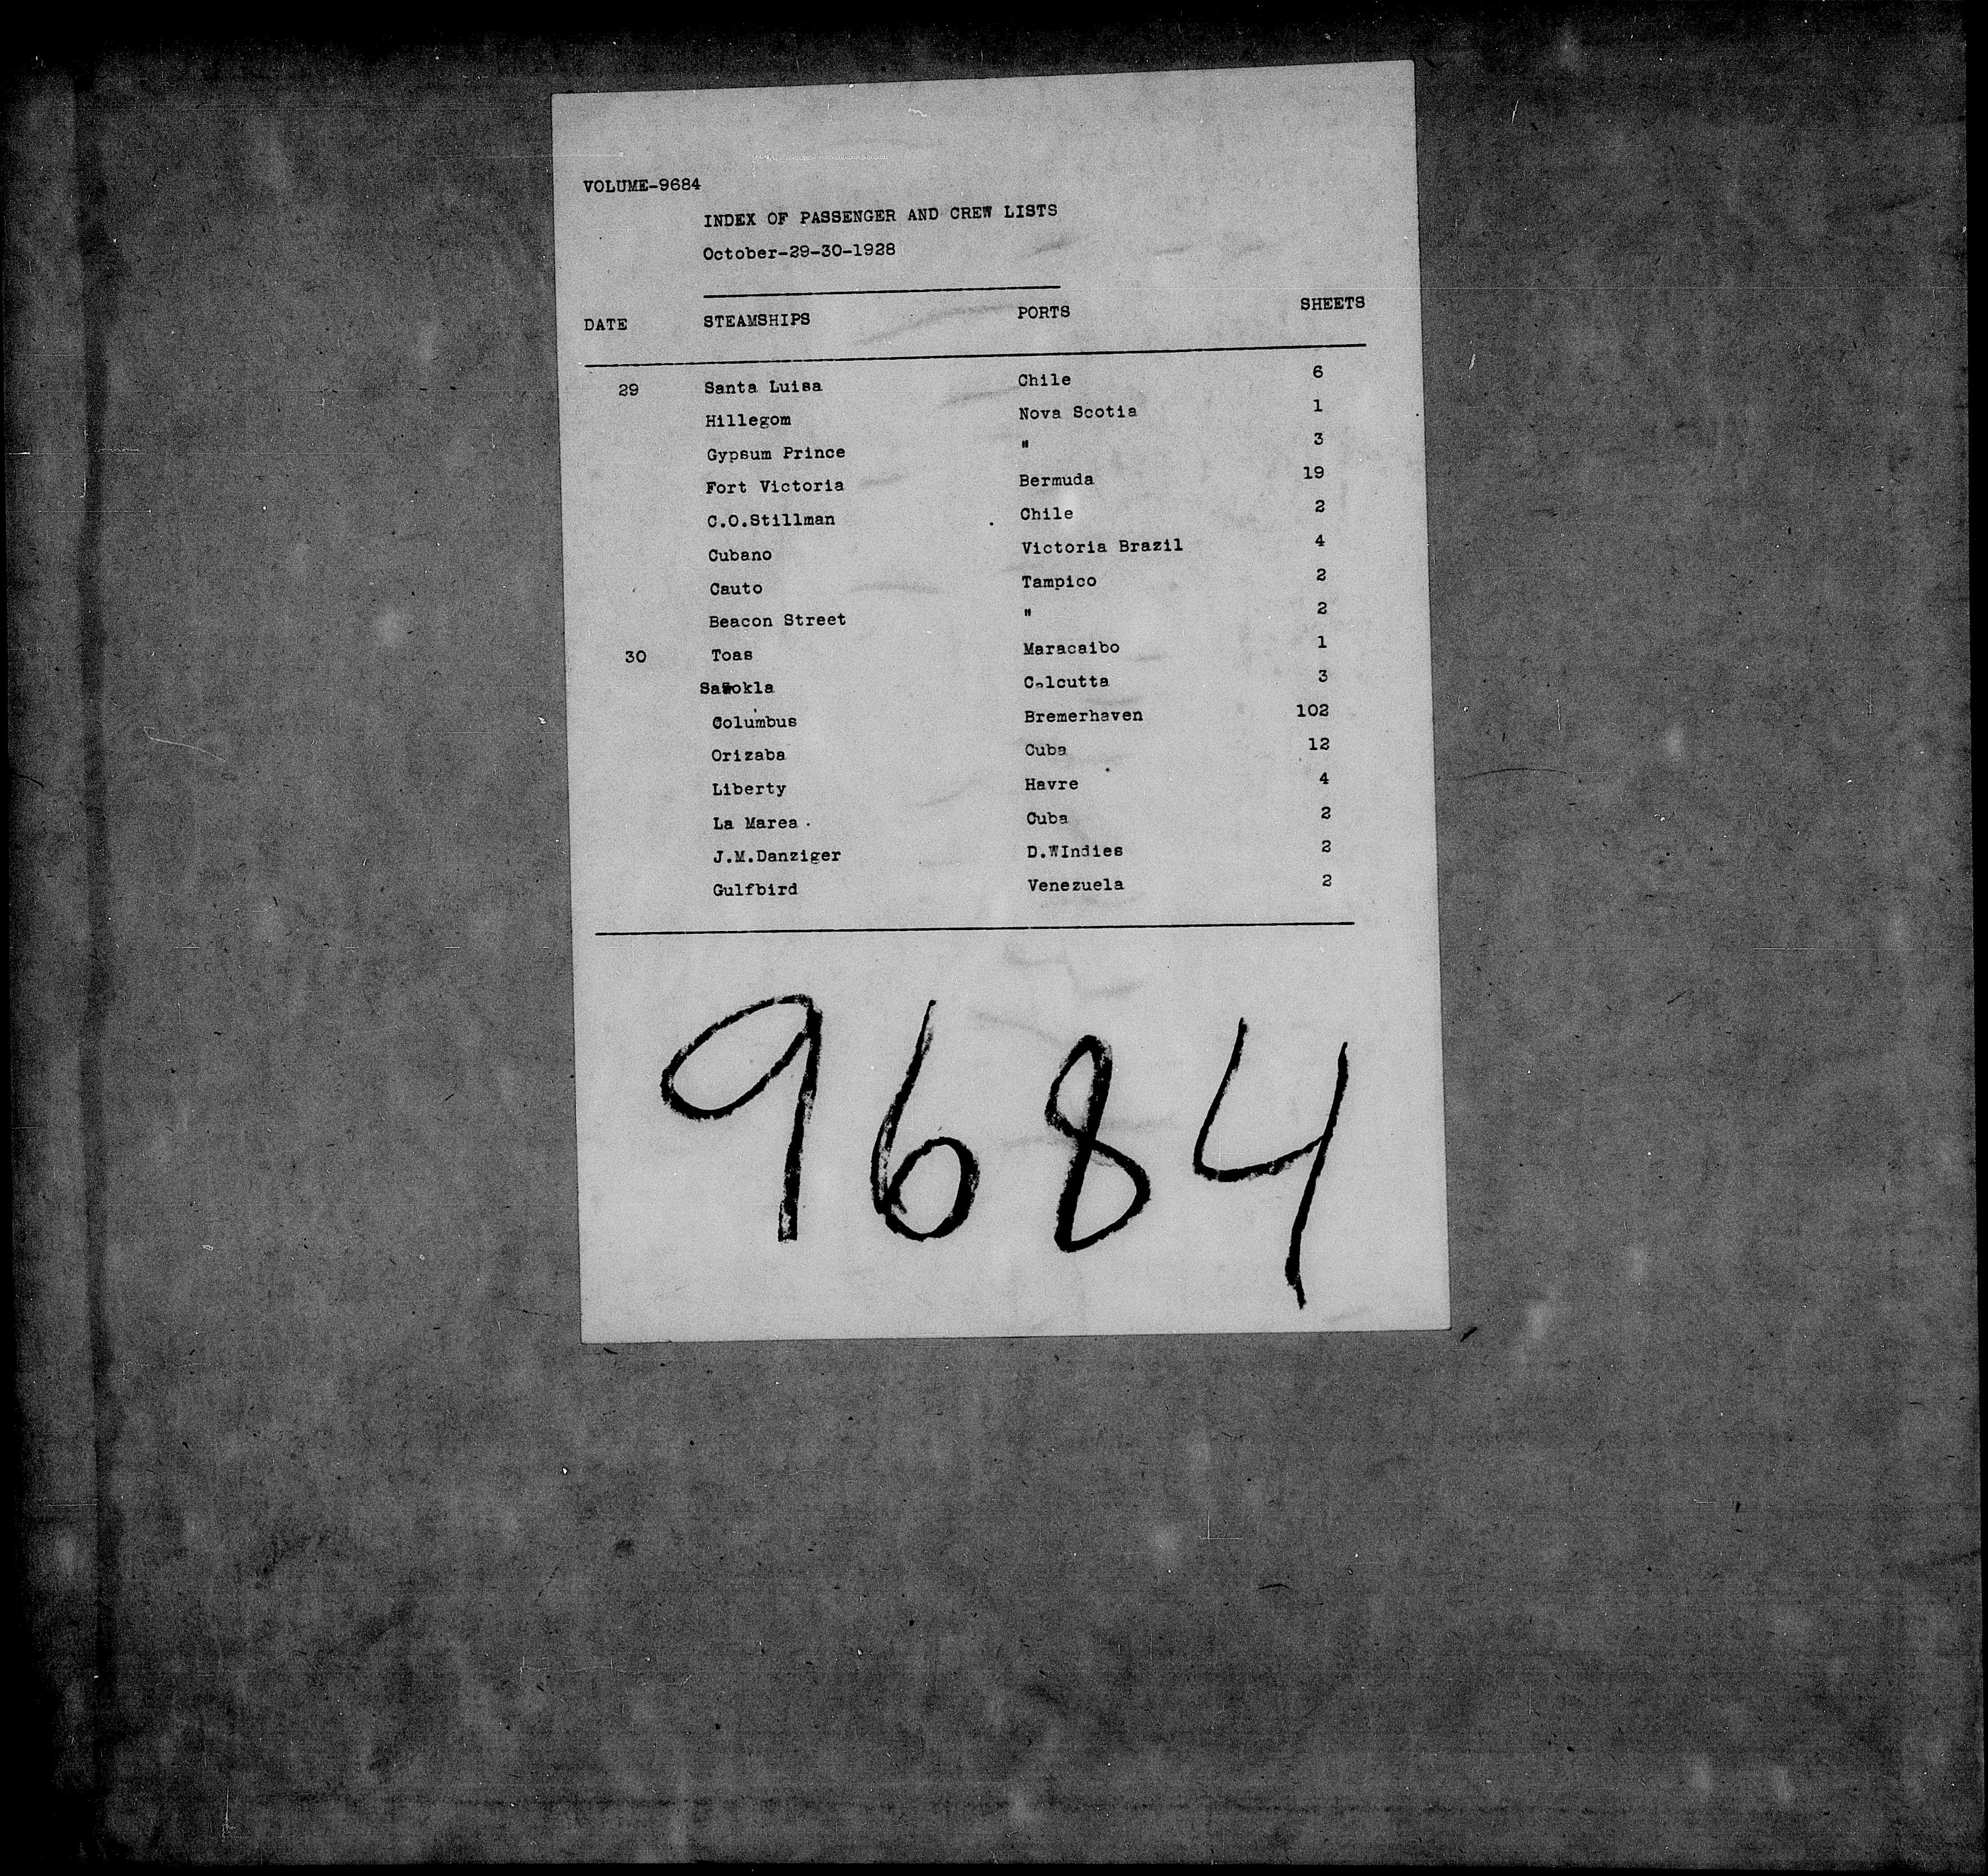 VOLUME-9684
INDEX OF PASSENGER AND CREW LISTS
October-29-30-1928
DATE STEAMSHIPS PORTS SHEETS
29 Santa Luisa Chile 6
Hillegom Nova Scotia 1
Gypsum Prince " 3
Fort Victoria Bermuda 19
C.O.Stillman Chile 2
Cubano Victoria Brazil 4
Cauto Tampico 2
Beacon Street " 2
30 Toas Maracaibo 1
Sawokla Calcutta 3
Columbus Bremerhaven 102
Orizaba Cuba 12
Liberty Havre 4
La Marea Cuba 2
J.M.Danziger D.WIndies 2
Gulfbird Venezuela 2
9684